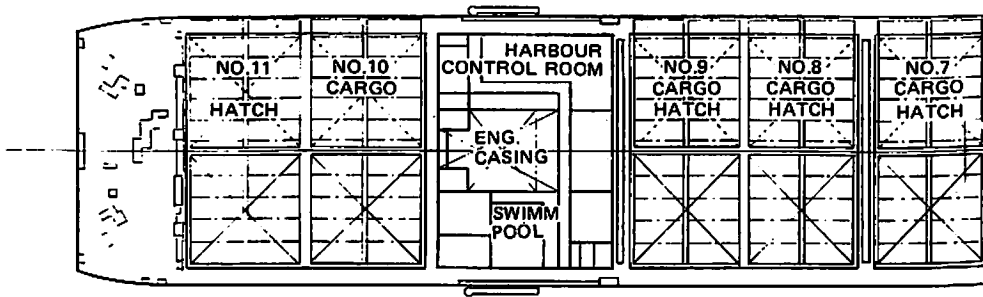 NO.11
HATCH
NO.10
CARGO
HARBOUR
CONTROL ROOM
ENG.
CASING
SWIMM
POOL
NO.9
CARGO
HATCH
NO.8
CARGO
HATCH
NO.7
CARGO
HATCH